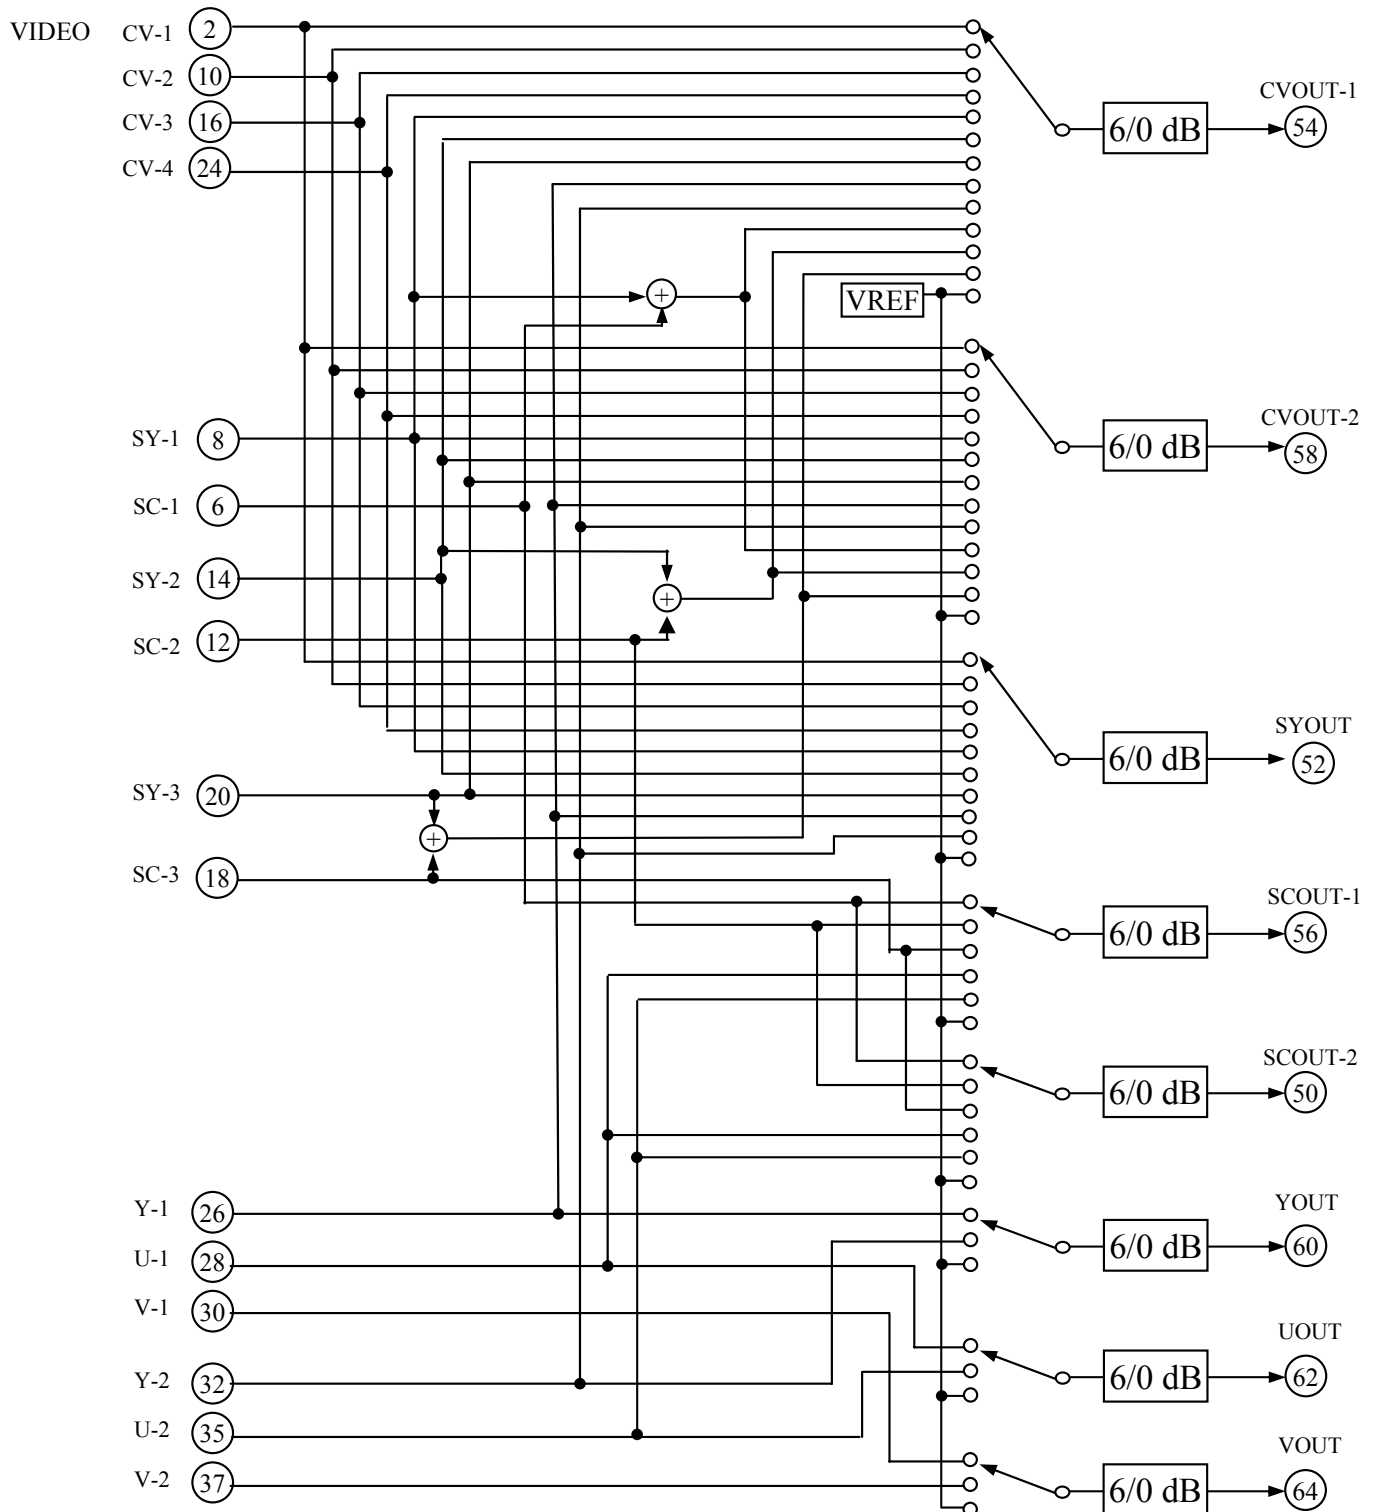 VIDEO CV-1 2
CV-2 10
CV-3 16
CV-4 24
CVOUT-1
6/0 dB 54
+
VREF
CVOUT-2
6/0 dB 58
SY-1 8
SC-1 6
SY-2 14
+
SC-2 12
SYOUT
6/0 dB 52
SY-3 20
+
SC-3 18
SCOUT-1
6/0 dB 56
SCOUT-2
6/0 dB 50
Y-1 26
YOUT
6/0 dB 60
U-1 28
V-1 30
UOUT
6/0 dB 62
Y-2 32
U-2 35
VOUT
6/0 dB 64
V-2 37